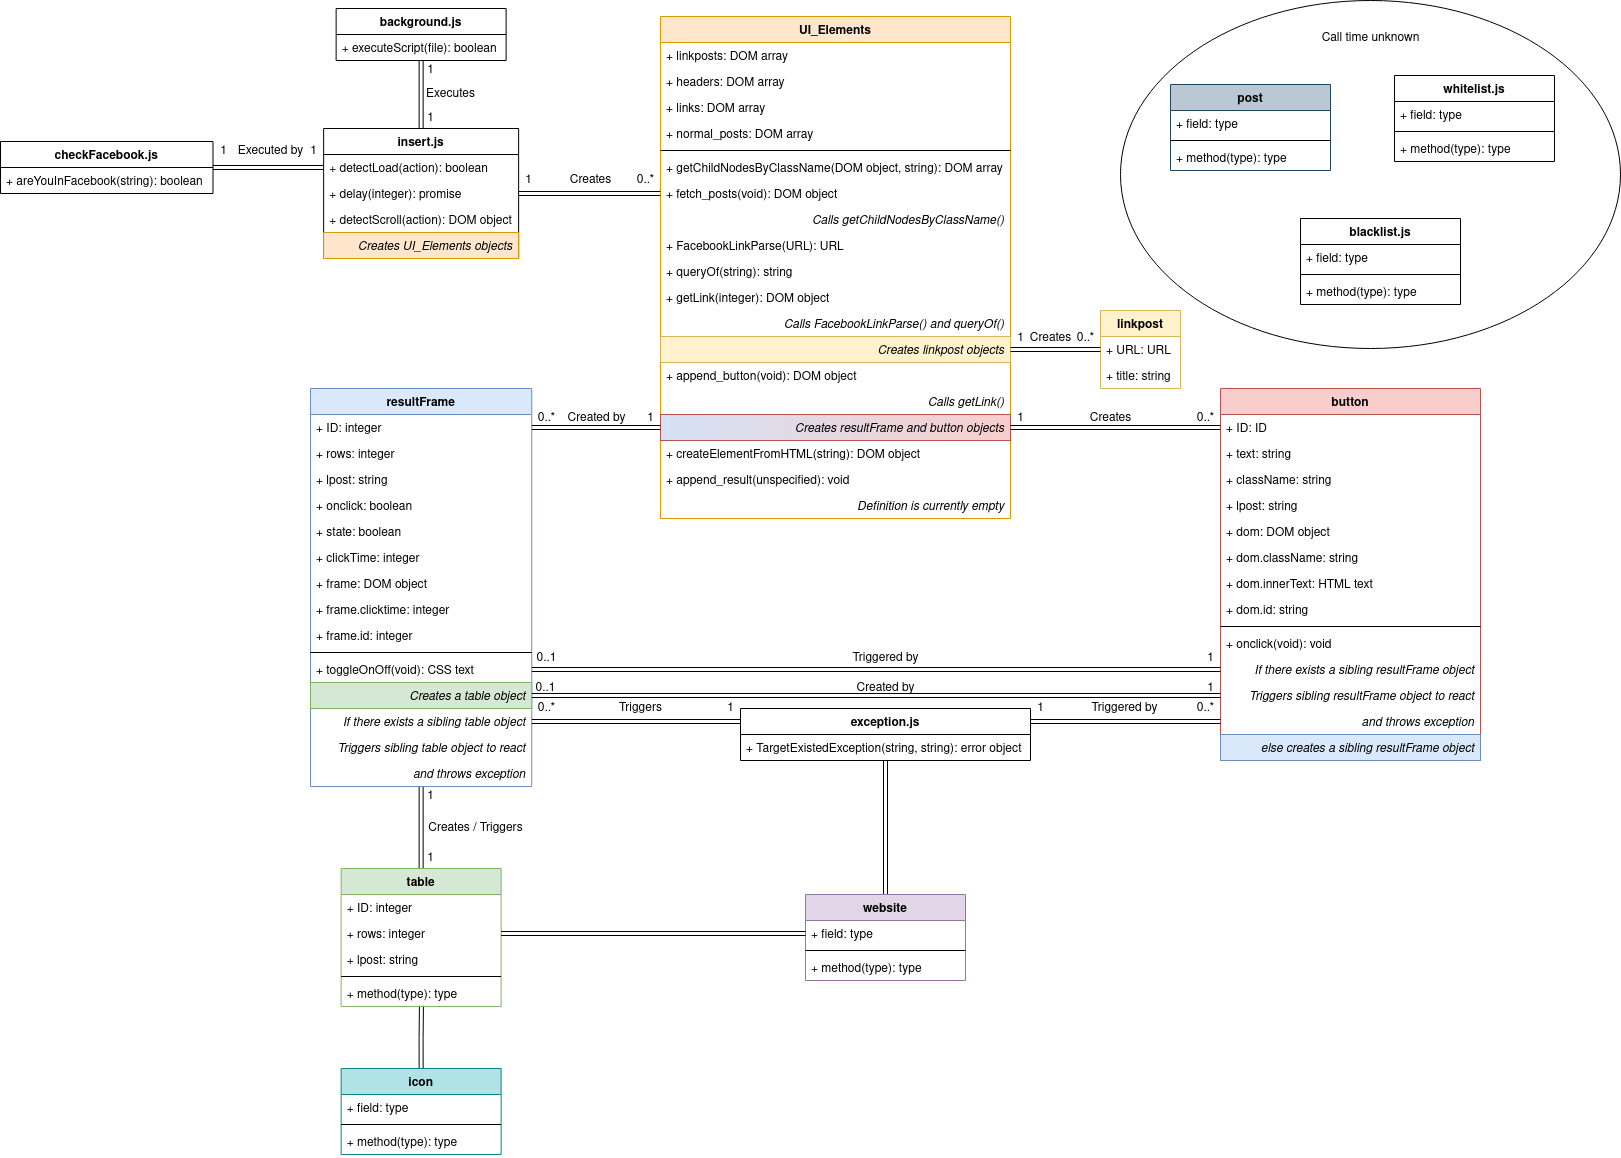 background.js
+ executeScript(file): boolean
1
Executes
1
checkFacebook.js
+ areYouInFacebook(string): boolean
1 Executed by 1
insert.js
+ detectLoad(action): boolean
+ delay(integer): promise
+ detectScroll(action): DOM object
Creates UI_Elements objects
1 Creates 0..*
UI_Elements
+ linkposts: DOM array
+ headers: DOM array
+ links: DOM array
+ normal_posts: DOM array
+ getChildNodesByClassName(DOM object, string): DOM array
+ fetch_posts(void): DOM object
Calls getChildNodesByClassName()
+ FacebookLinkParse(URL): URL
+ queryOf(string): string
+ getLink(integer): DOM object
Calls FacebookLinkParse() and queryOf()
Creates linkpost objects
+ append_button(void): DOM object
Calls getLink()
Creates resultFrame and button objects
+ createElementFromHTML(string): DOM object
+ append_result(unspecified): void
Definition is currently empty
Call time unknown
post
+ field: type
+ method(type): type
whitelist.js
+ field: type
+ method(type): type
blacklist.js
+ field: type
+ method(type): type
1 Creates 0..*
linkpost
+ URL: URL
+ title: string
resultFrame
+ ID: integer
+ rows: integer
+ lpost: string
+ onclick: boolean
+ state: boolean
+ clickTime: integer
+ frame: DOM object
+ frame.clicktime: integer
+ frame.id: integer
+ toggleOnOff(void): CSS text
Creates a table object
If there exists a sibling table object
Triggers sibling table object to react
and throws exception
0..* Created by 1
1 Creates 0..*
button
+ ID: ID
+ text: string
+ className: string
+ lpost: string
+ dom: DOM object
+ dom.className: string
+ dom.innerText: HTML text
+ dom.id: string
+ onclick(void): void
If there exists a sibling resultFrame object
Triggers sibling resultFrame object to react
and throws exception
else creates a sibling resultFrame object
0..1 Triggered by 1
0..1 Created by 1
0..* Triggers 1
1 Triggered by 0..*
exception.js
+ TargetExistedException(string, string): error object
1
Creates / Triggers
1
table
+ ID: integer
+ rows: integer
+ lpost: string
+ method(type): type
website
+ field: type
+ method(type): type
icon
+ field: type
+ method(type): type